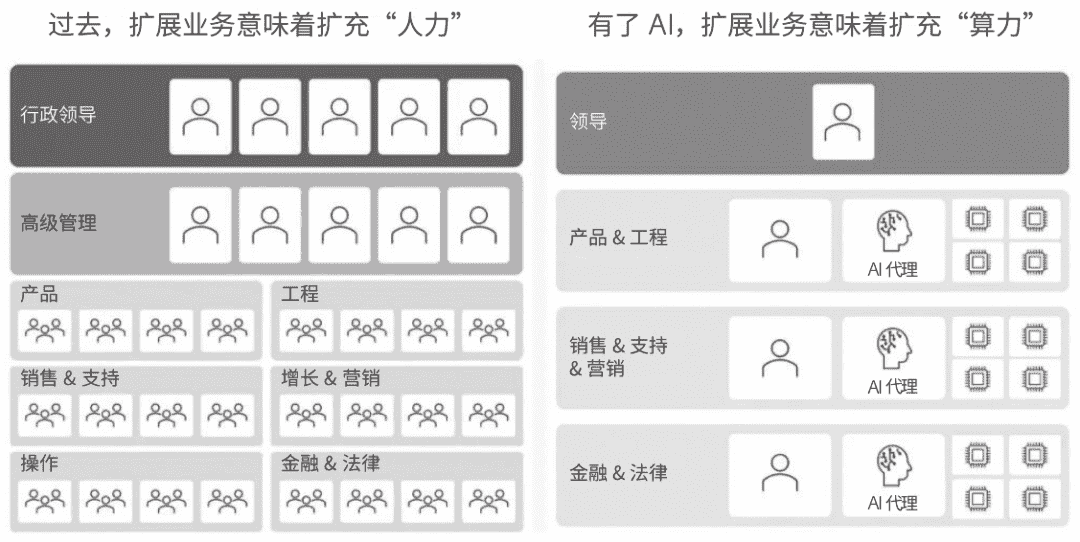 过去，扩展业务意味着扩充“人力”
行政领导
高级管理
产品
工程
销售 & 支持
增长 & 营销
操作
金融 & 法律
有了 AI，扩展业务意味着扩充“算力”
领导
产品 & 工程
AI 代理
销售 & 支持
& 营销
AI 代理
金融 & 法律
AI 代理